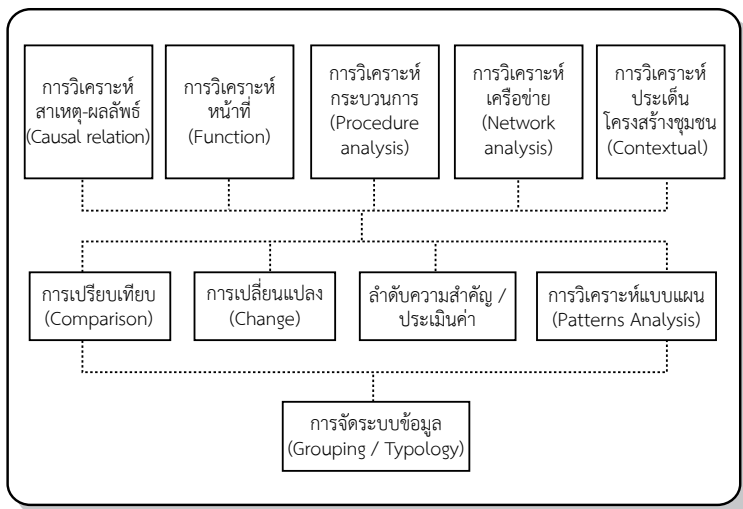 การวิเคราะห์
สาเหตุ-ผลลัพธ์
(Causal relation)
การวิเคราะห์
หน้าที่
(Function)
การวิเคราะห์
กระบวนการ
(Procedure
analysis)
การวิเคราะห์
เครือข่าย
(Network
analysis)
การวิเคราะห์
ประเด็น
โครงสร้างชุมชน
(Contextual)
การเปรียบเทียบ
(Comparison)
การเปลี่ยนแปลง
(Change)
ลำดับความสำคัญ /
ประเมินค่า
การวิเคราะห์แบบแผน
(Patterns Analysis)
การจัดระบบข้อมูล
(Grouping / Typology)